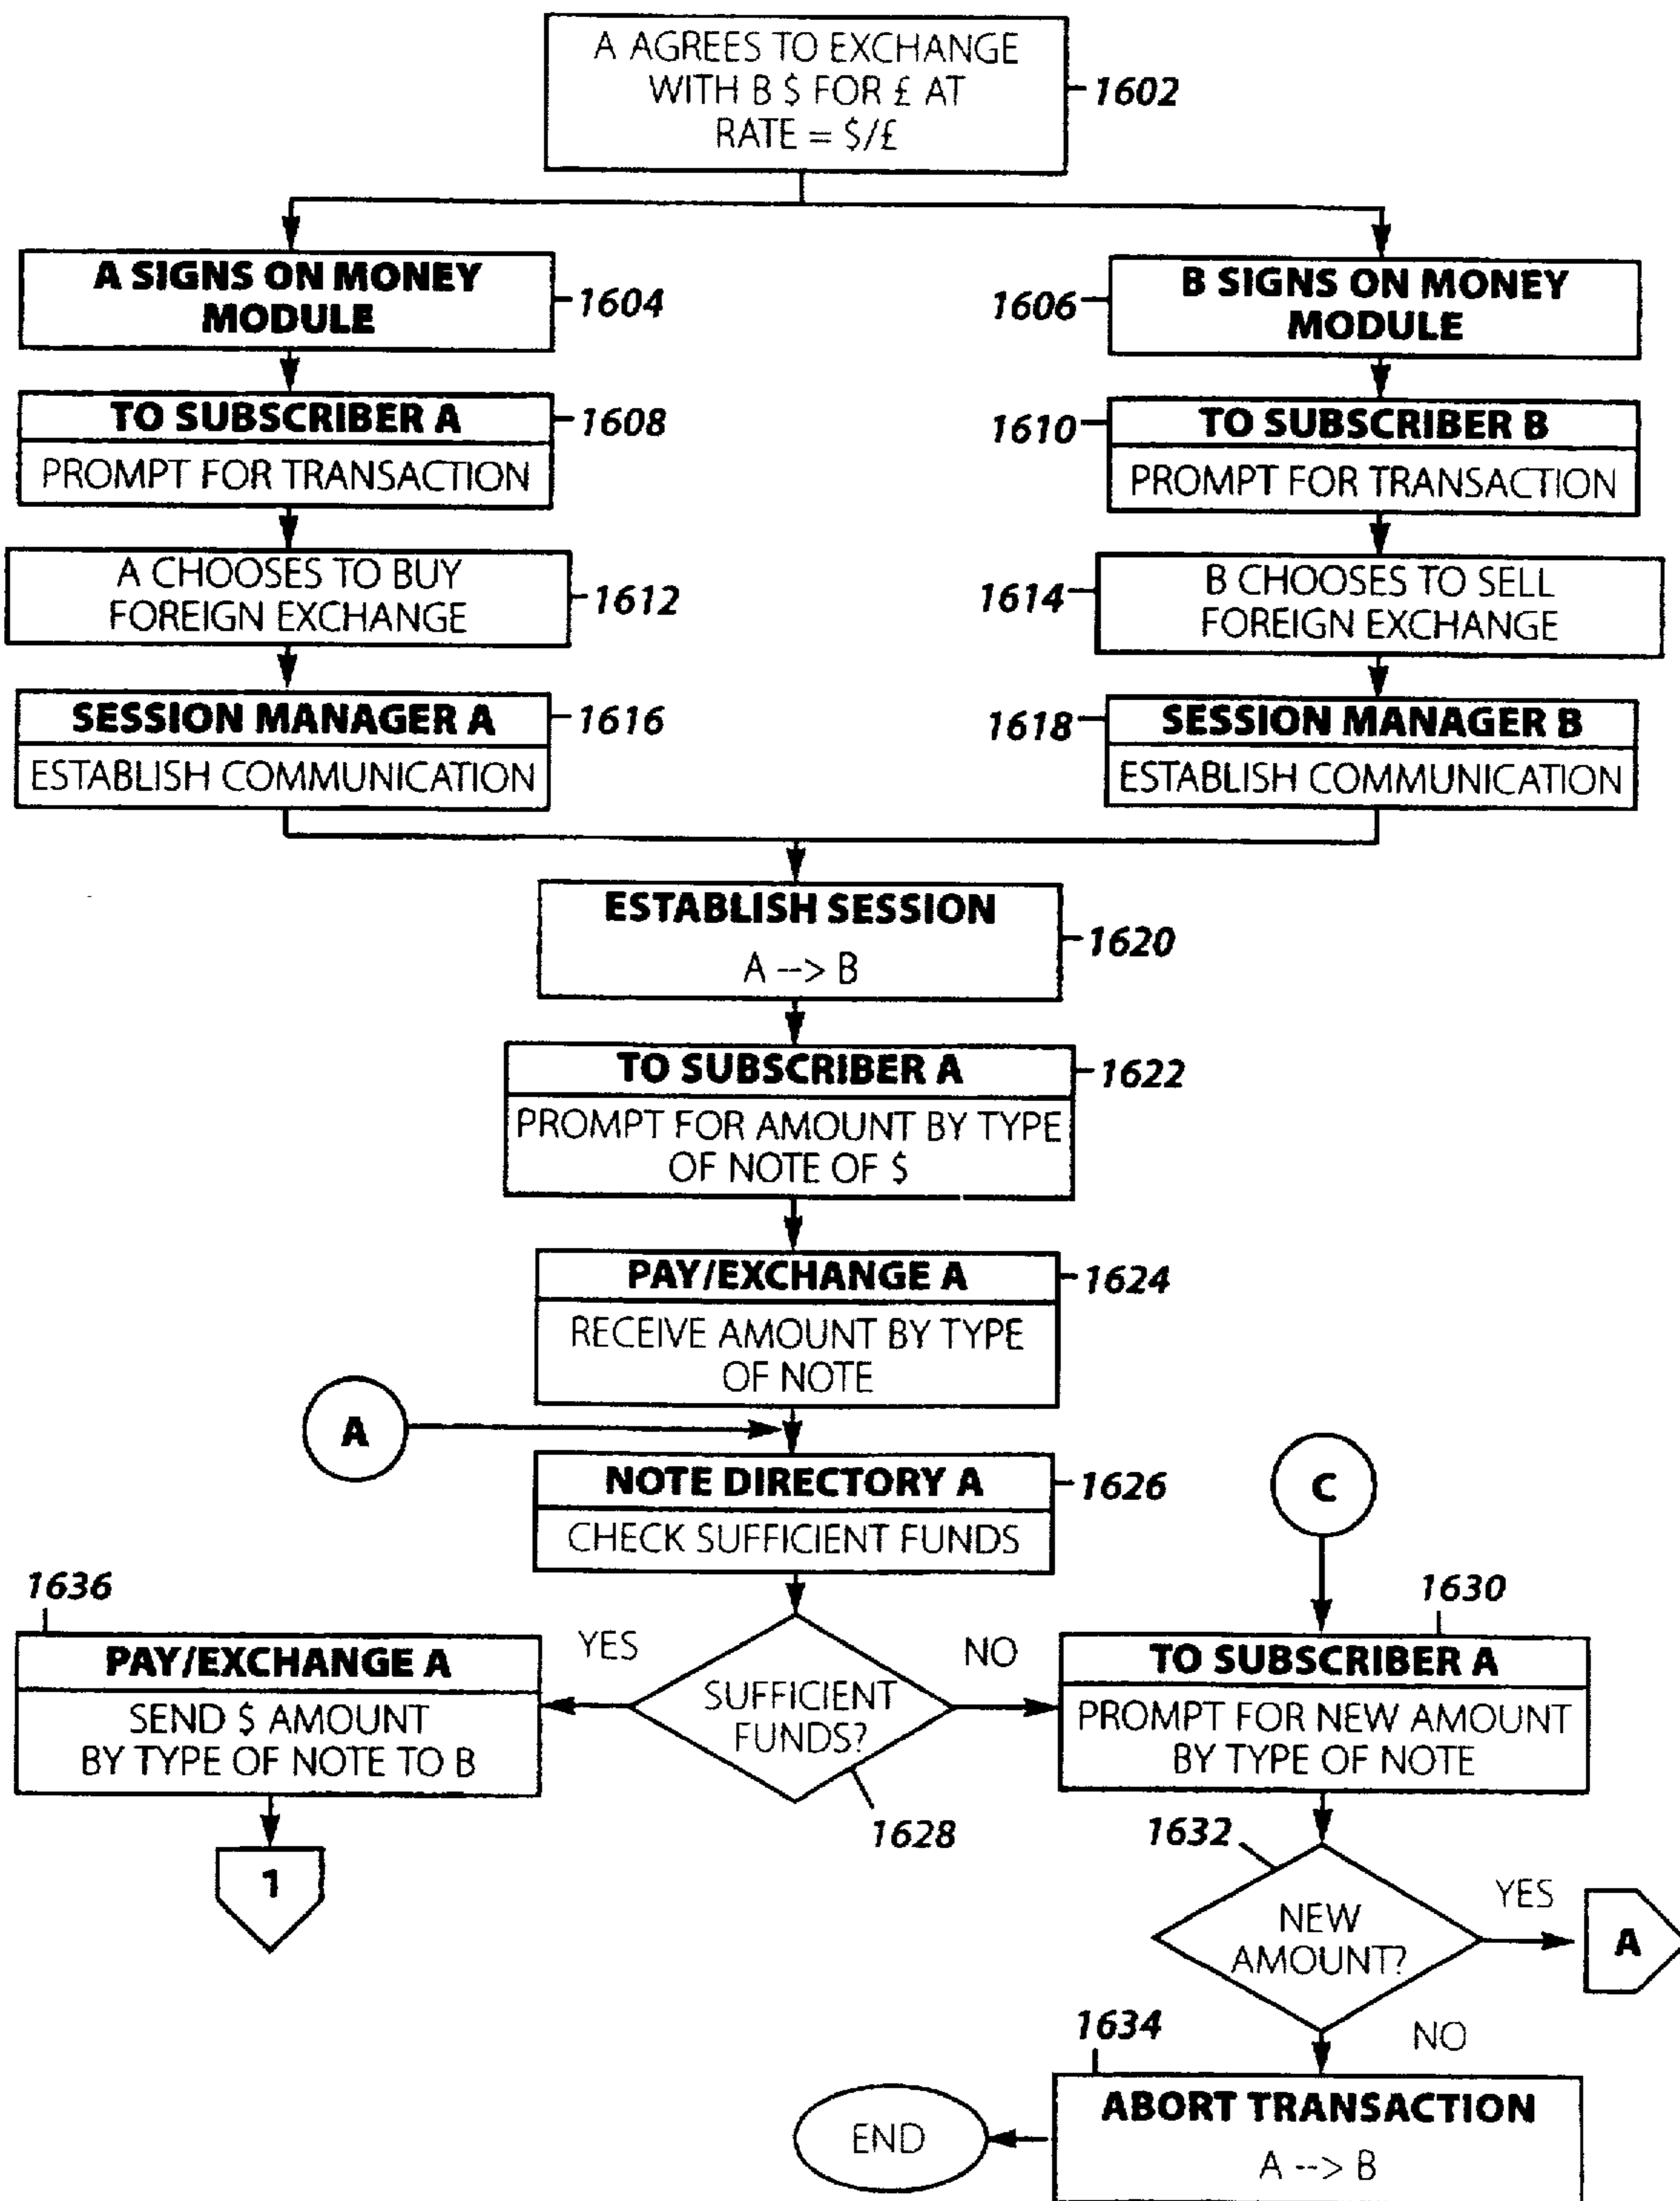 A AGREES TO EXCHANGE
WITH B $ FOR £ AT
RATE = $/£
1602
A SIGNS ON MONEY
MODULE
1604
1606
B SIGNS ON MONEY
MODULE
TO SUBSCRIBER A
1608
PROMPT FOR TRANSACTION
1610
TO SUBSCRIBER B
PROMPT FOR TRANSACTION
A CHOOSES TO BUY
FOREIGN EXCHANGE
1612
1614
B CHOOSES TO SELL
FOREIGN EXCHANGE
SESSION MANAGER A
1616
ESTABLISH COMMUNICATION
1618
SESSION MANAGER B
ESTABLISH COMMUNICATION
ESTABLISH SESSION
A --> B
1620
TO SUBSCRIBER A
1622
PROMPT FOR AMOUNT BY TYPE
OF NOTE OF $
PAY/EXCHANGE A
1624
RECEIVE AMOUNT BY TYPE
OF NOTE
A
NOTE DIRECTORY A
1626
CHECK SUFFICIENT FUNDS
C
1636
PAY/EXCHANGE A
SEND $ AMOUNT
BY TYPE OF NOTE TO B
YES
SUFFICIENT
FUNDS?
NO
1628
1630
TO SUBSCRIBER A
PROMPT FOR NEW AMOUNT
BY TYPE OF NOTE
1
1632
NEW
AMOUNT?
YES
A
NO
1634
ABORT TRANSACTION
A --> B
END